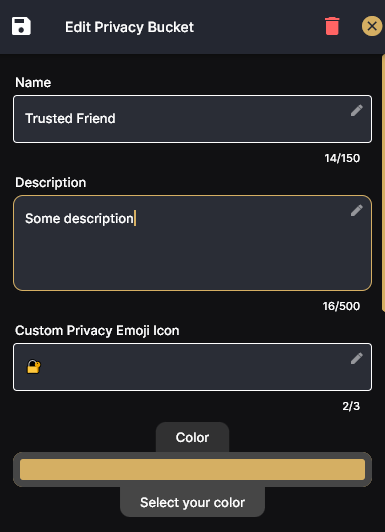 Edit Privacy Bucket
Name
Trusted Friend
14/150
Description
Some description
16/500
Custom Privacy Emoji Icon
🔐
2/3
Color
Select your color